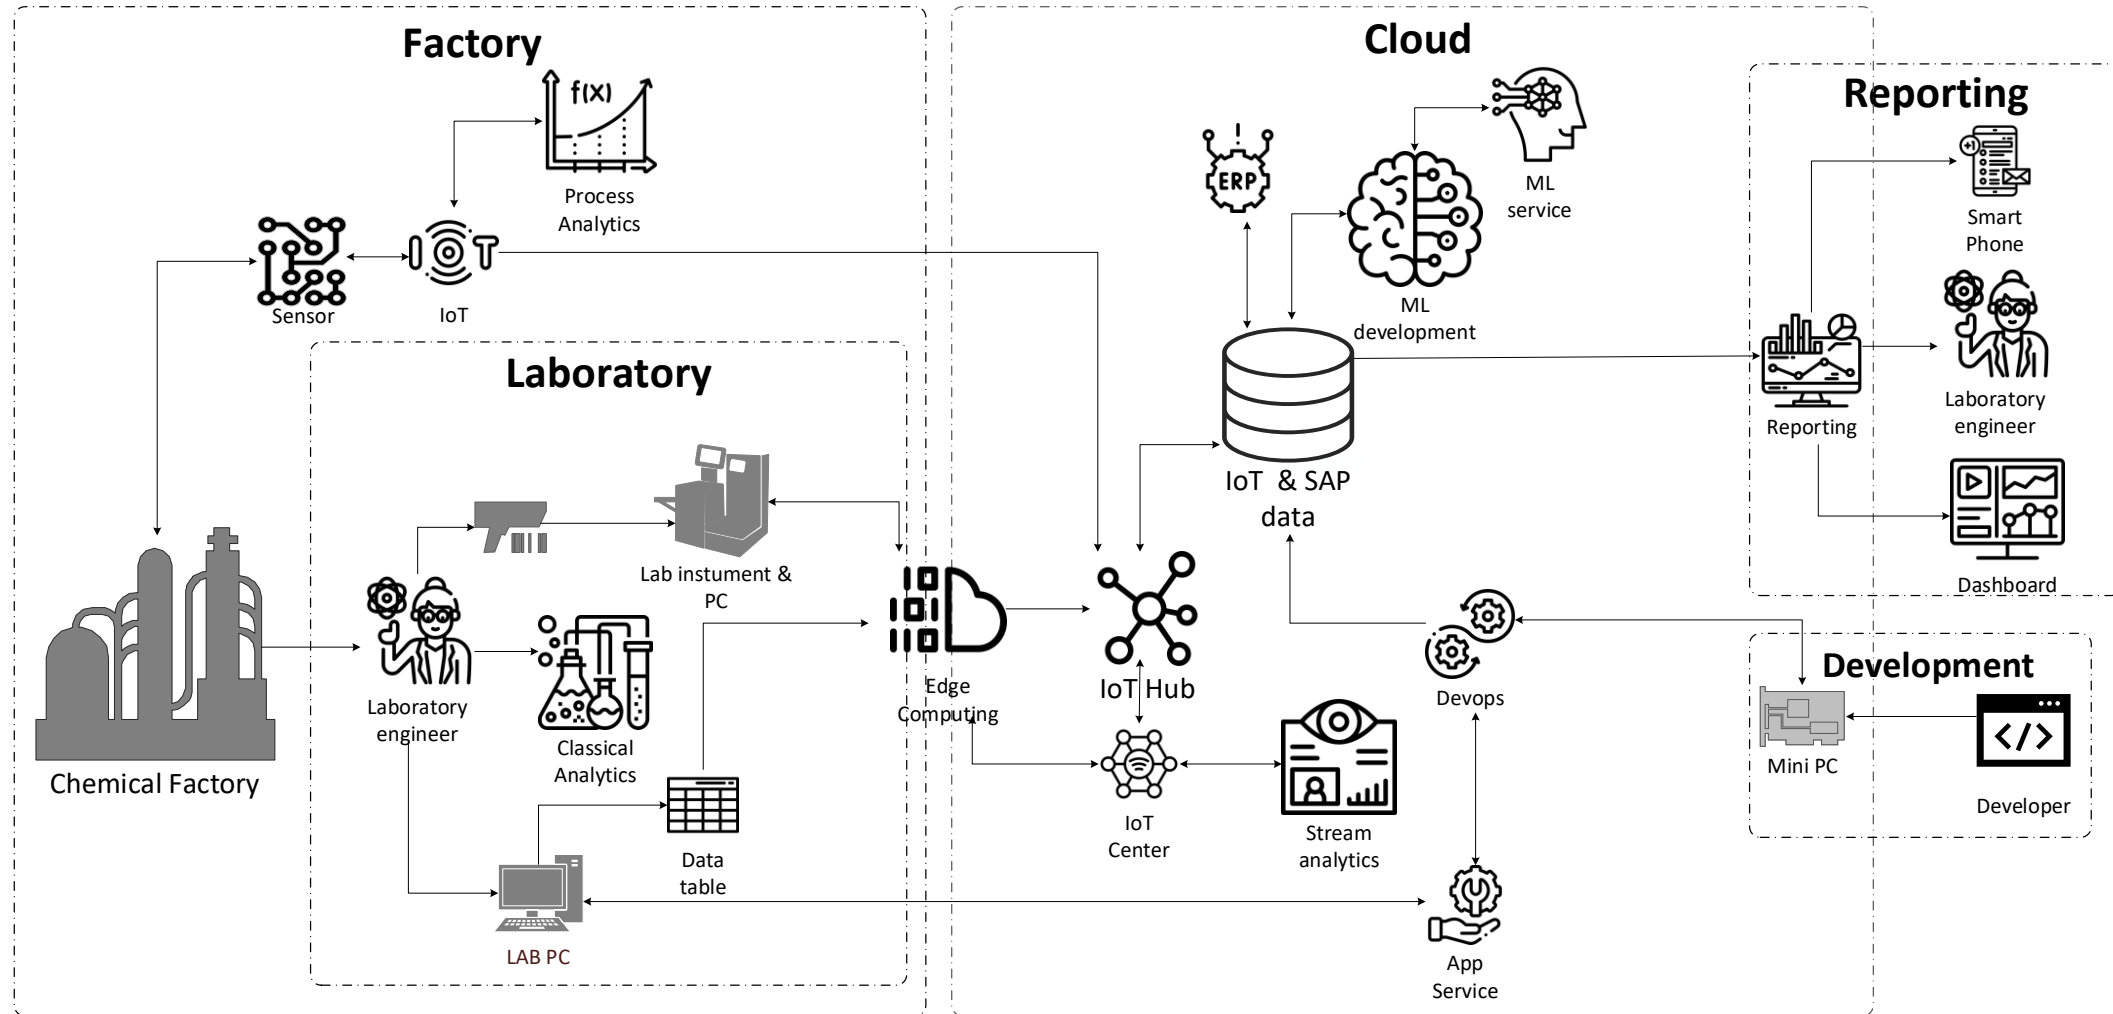 Factory
f(X)
Process
Analytics
Sensor
IOT
IoT
Laboratory
Lab instument &
PC
Laboratory
engineer
Classical
Analytics
Chemical Factory
Data
table
LAB PC
Edge
Computing
Cloud
ERP
ML
service
ML
development
IoT & SAP
data
IoT Hub
IoT
Center
Stream
analytics
Devops
App
Service
Reporting
+1
Smart
Phone
Laboratory
engineer
Reporting
Dashboard
Development
Mini PC
</>
Developer